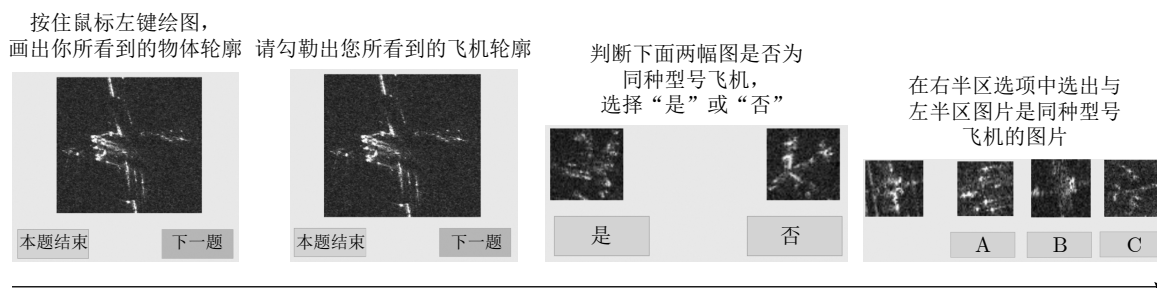 按住鼠标左键绘图，
画出你所看到的物体轮廓
本题结束
下一题
请勾勒出您所看到的飞机轮廓
本题结束
下一题
判断下面两幅图是否为
同种型号飞机，
选择“是”或“否”
是
否
在右半区选项中选出与
左半区图片是同种型号
飞机的图片
A
B
C